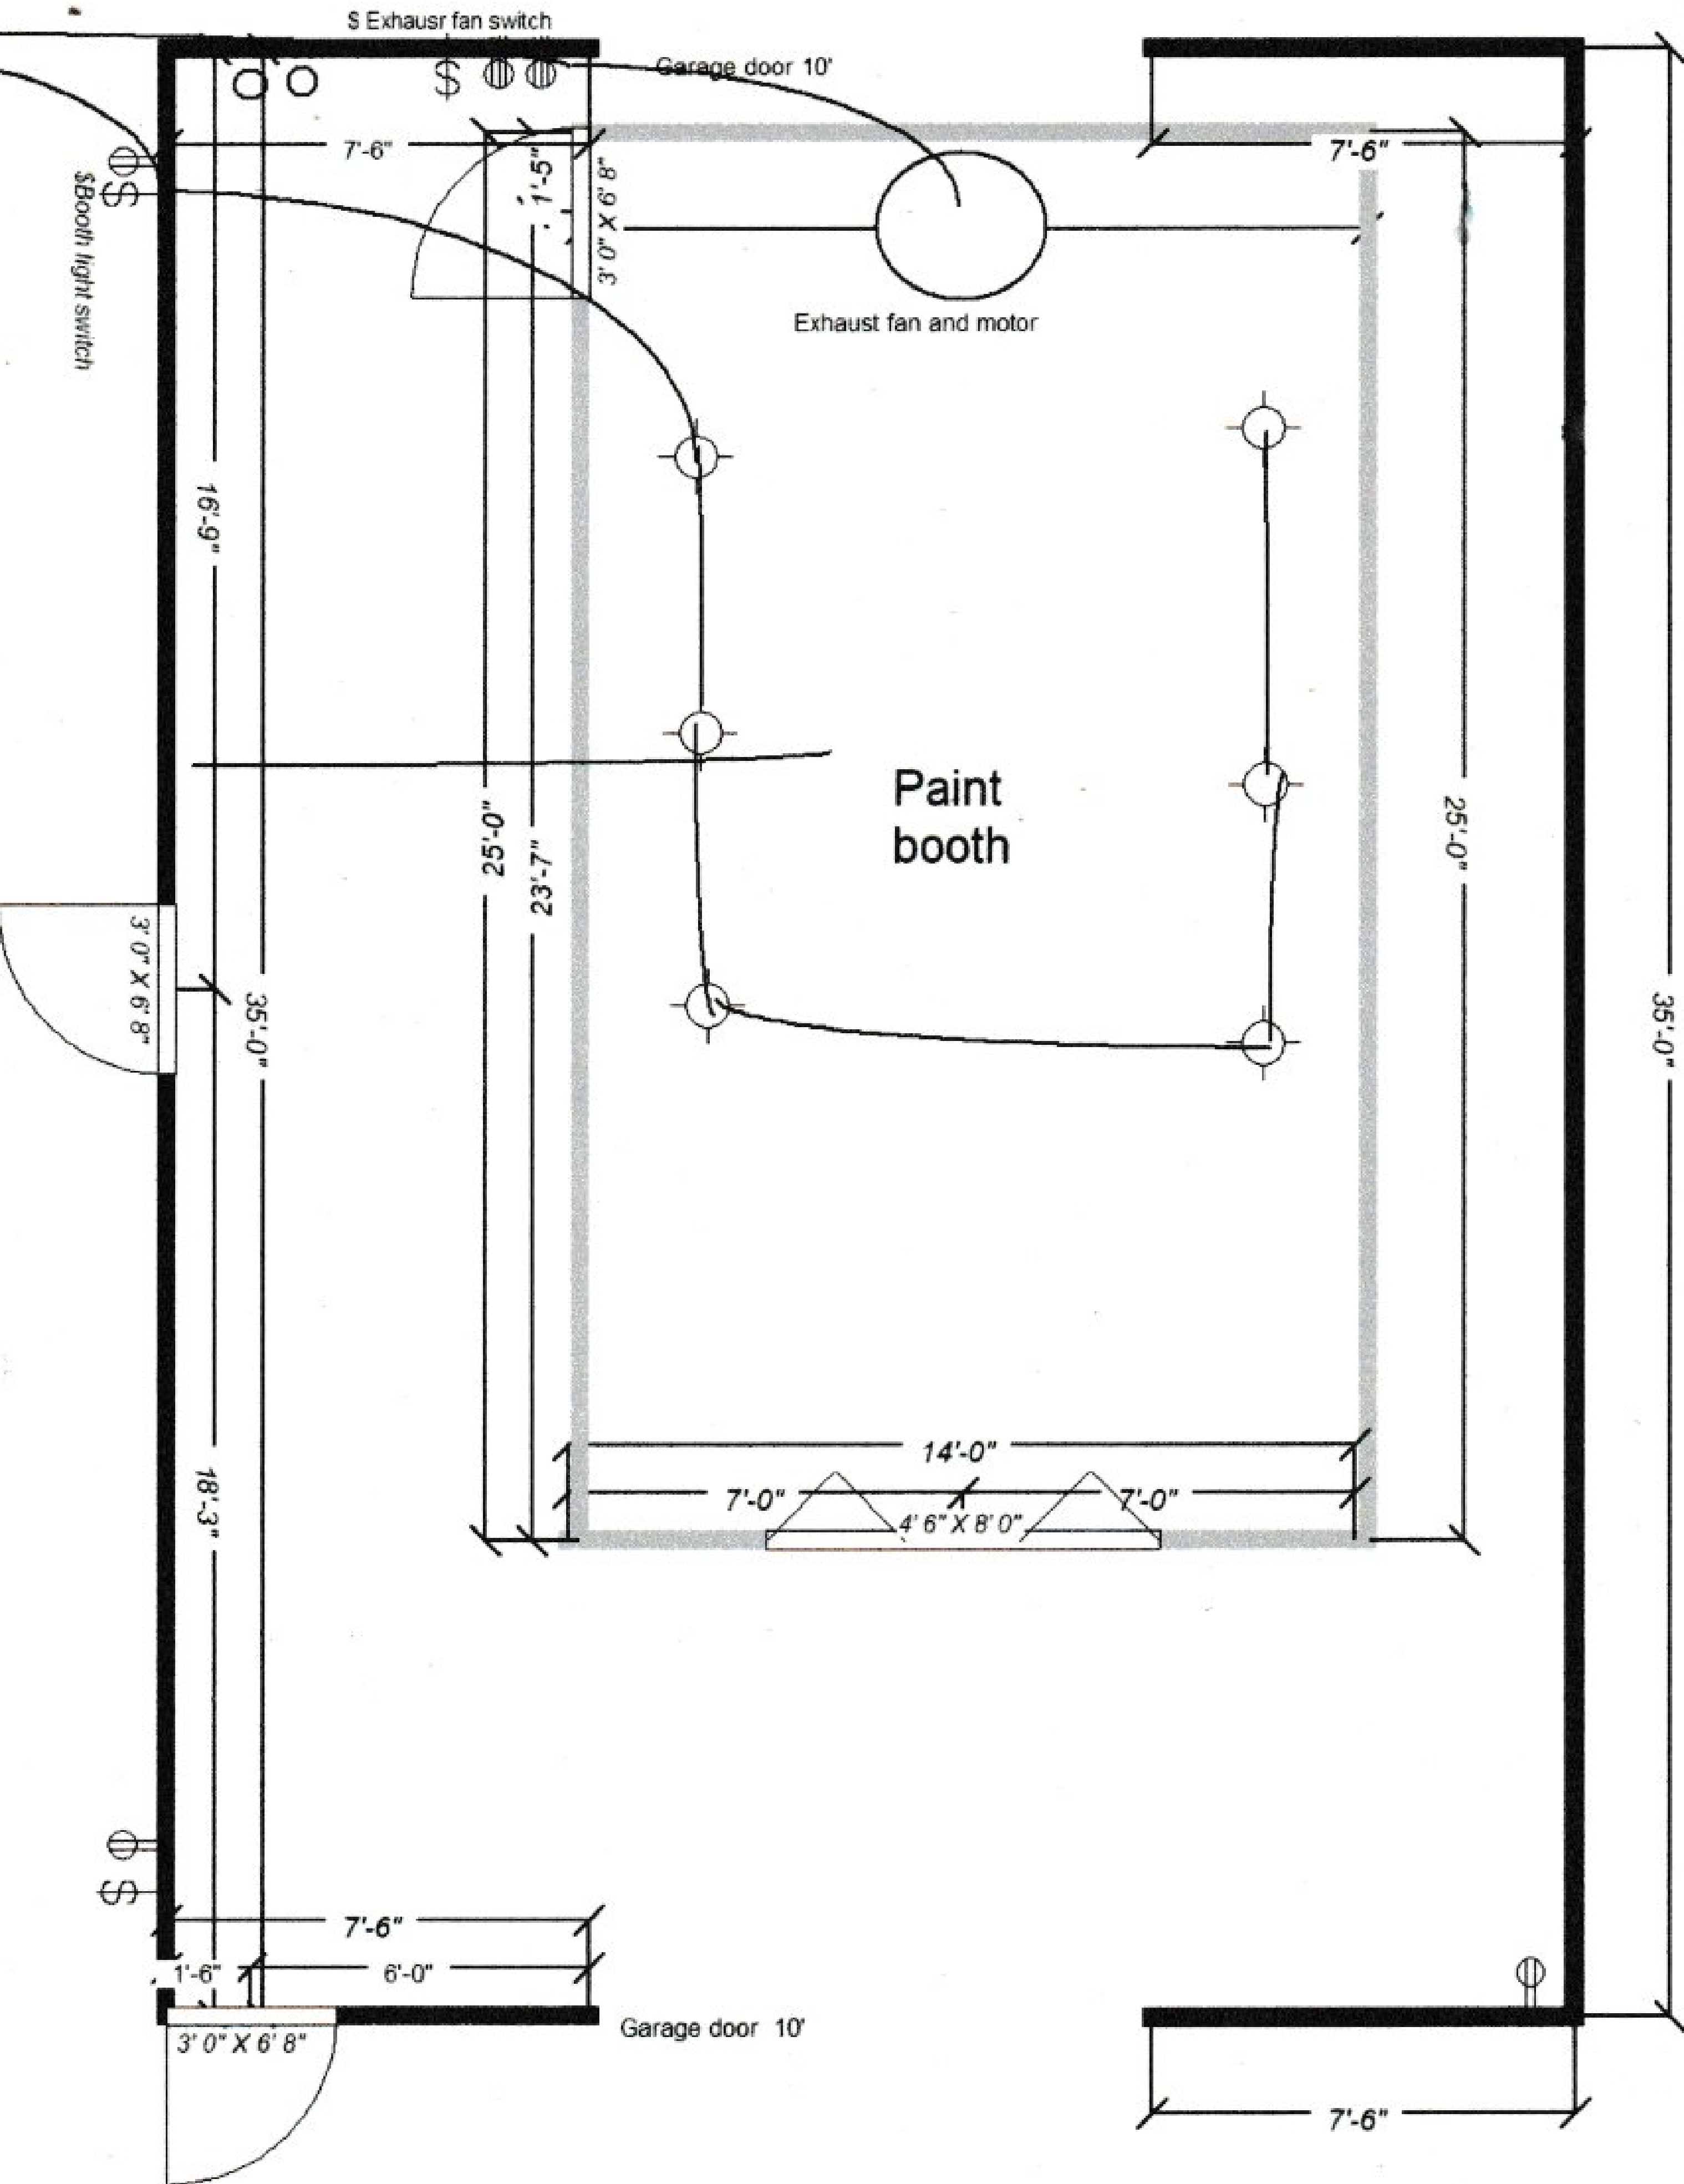 S Exhausr fan switch
Garage door 10'
7'-6"
1'-5"
3' 0" X 6' 8"
7'-6"
$Booth light switch
Exhaust fan and motor
16'-9"
Paint
booth
25'-0"
23'-7"
25'-0"
3' 0" X 6' 8"
35'-0"
35'-0"
14'-0"
7'-0"
7'-0"
4' 6" X 8' 0"
18'-3"
7'-6"
1'-6"
6'-0"
Garage door 10'
3' 0" X 6' 8"
7'-6"